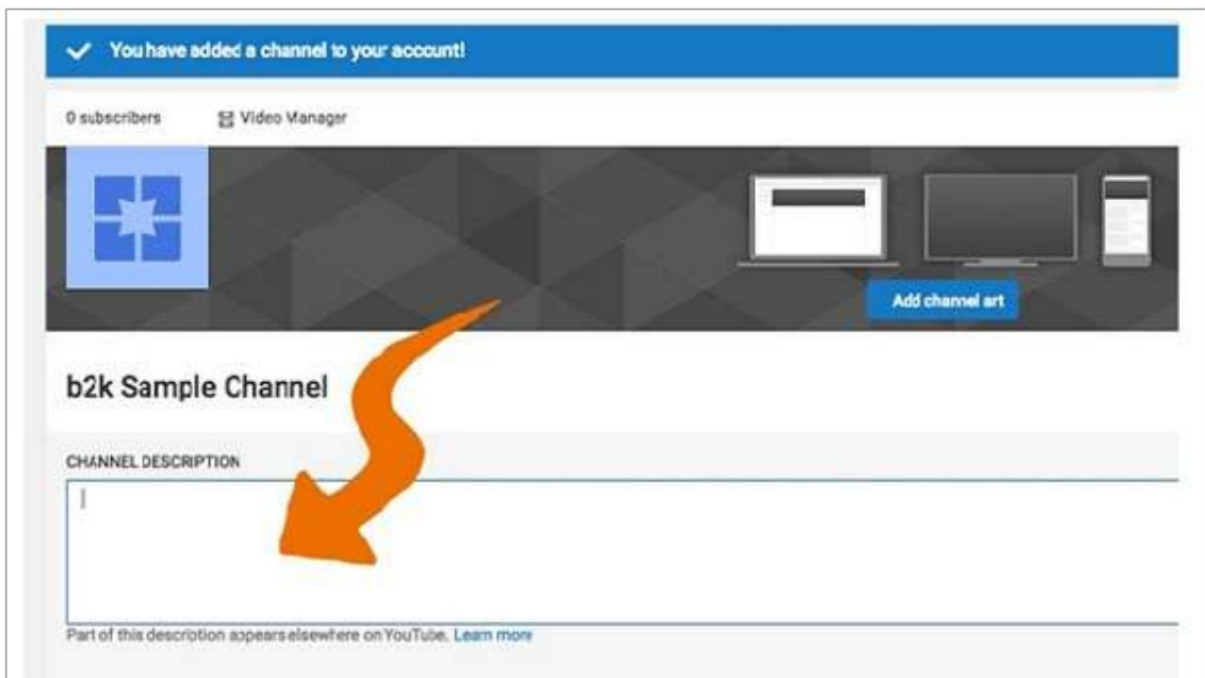 You have added a channel to your account!
0 subscribers Video Manager
Add channel art
b2k Sample Channel
CHANNEL DESCRIPTION
Part of this description appears elsewhere on YouTube. Learn more